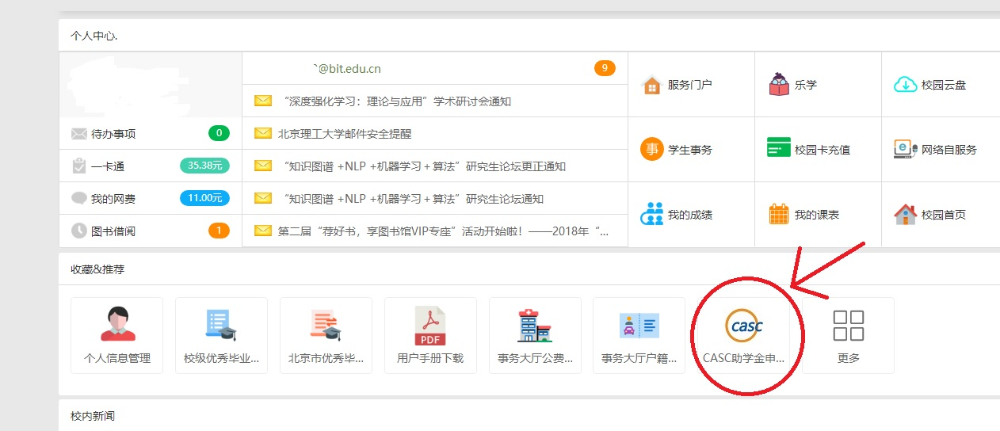 个人中心.
`@bit.edu.cn
9
“深度强化学习：理论与应用”学术研讨会通知
待办事项
0
北京理工大学邮件安全提醒
一卡通
35.38元
“知识图谱 +NLP +机器学习＋算法”研究生论坛更正通知
我的网费
11.00元
“知识图谱 +NLP +机器学习＋算法”研究生论坛通知
图书借阅
1
第二届“荐好书，享图书馆VIP专座”活动开始啦！——2018年“...
服务门户
乐学
校园云盘
事
学生事务
校园卡充值
网络自服务
我的成绩
我的课表
校园首页
收藏&推荐
个人信息管理
校级优秀毕业...
北京市优秀毕...
PDF
用户手册下载
事务大厅公费...
事务大厅户籍...
casc
CASC助学金申...
更多
校内新闻